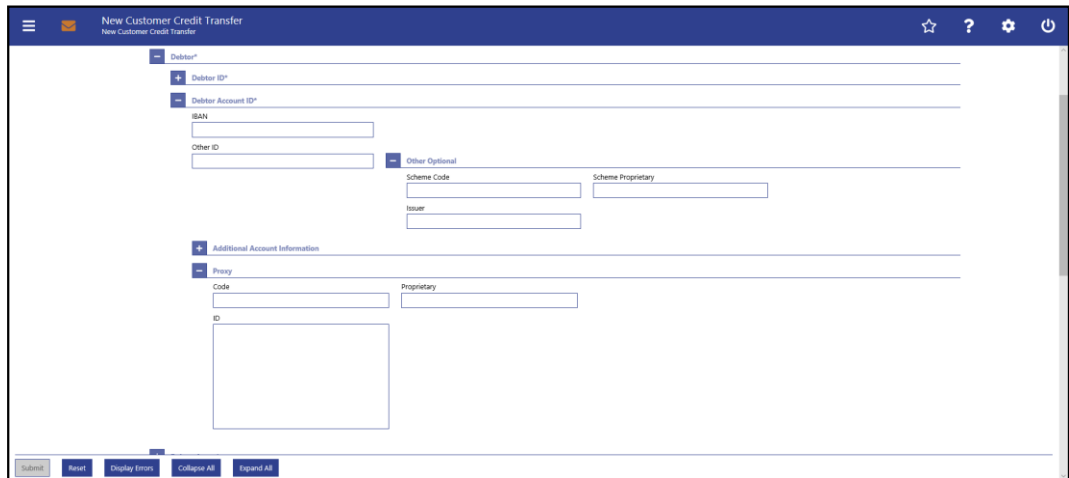 New Customer Credit Transfer
New Customer Credit Transfer
Debtor*
Debtor ID*
Debtor Account ID*
IBAN
Other ID
Other Optional
Scheme Code Scheme Proprietary
Issuer
Additional Account Information
Proxy
Code Proprietary
ID
Submit Reset Display Errors Collapse All Expand All